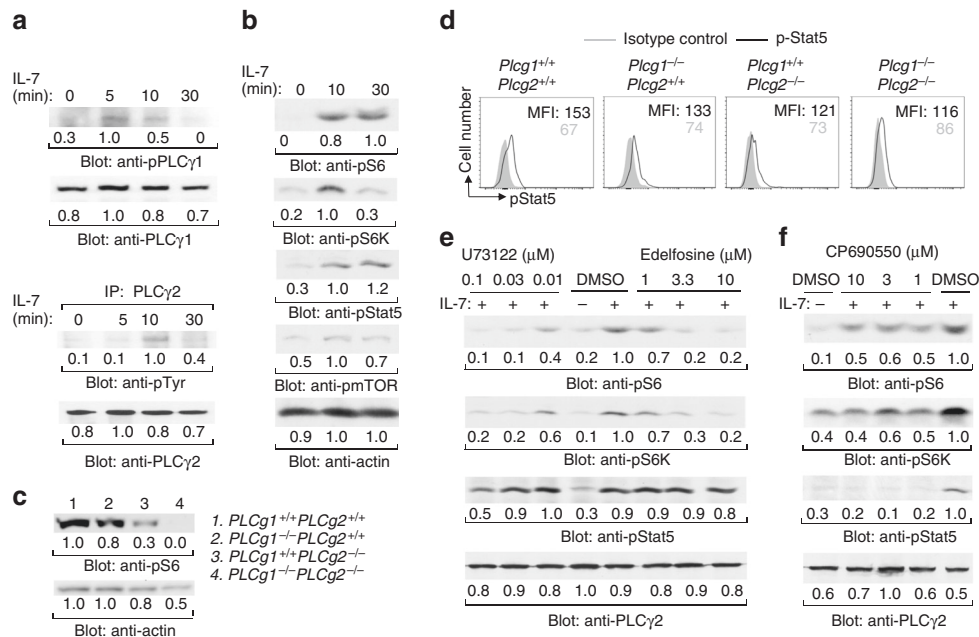 a
IL-7
(min):
0 5 10 30
0.3 1.0 0.5 0
Blot: anti-pPLCγ1
0.8 1.0 0.8 0.7
Blot: anti-PLCγ1
IP: PLCγ2
IL-7
(min):
0 5 10 30
0.1 0.1 1.0 0.4
Blot: anti-pTyr
0.8 1.0 0.8 0.7
Blot: anti-PLCγ2
b
IL-7
(min):
0 10 30
0 0.8 1.0
Blot: anti-pS6
0.2 1.0 0.3
Blot: anti-pS6K
0.3 1.0 1.2
Blot: anti-pStat5
0.5 1.0 0.7
Blot: anti-pmTOR
0.9 1.0 1.0
Blot: anti-actin
c
1 2 3 4
1.0 0.8 0.3 0.0
Blot: anti-pS6
1.0 1.0 0.8 0.5
Blot: anti-actin
1. PLCg1+/+PLCg2+/+
2. PLCg1−/−PLCg2+/+
3. PLCg1+/+PLCg2−/−
4. PLCg1−/−PLCg2−/−
d
Isotype control p-Stat5
Plcg1+/+ Plcg1−/− Plcg1+/+ Plcg1−/−
Plcg2+/+ Plcg2+/+ Plcg2−/− Plcg2−/−
MFI: 153 MFI: 133 MFI: 121 MFI: 116
67 74 73 86
Cell number
pStat5
e
U73122 (μM) Edelfosine (μM)
0.1 0.03 0.01 DMSO 1 3.3 10
IL-7: + + + − + + + +
0.1 0.1 0.4 0.2 1.0 0.7 0.2 0.2
Blot: anti-pS6
0.2 0.2 0.6 0.1 1.0 0.7 0.3 0.2
Blot: anti-pS6K
0.5 0.9 1.0 0.3 0.9 0.9 0.9 0.8
Blot: anti-pStat5
0.8 0.9 0.9 1.0 0.8 0.9 0.9 0.8
Blot: anti-PLCγ2
f
CP690550 (μM)
DMSO 10 3 1 DMSO
IL-7: − + + + +
0.1 0.5 0.6 0.5 1.0
Blot: anti-pS6
0.4 0.4 0.6 0.5 1.0
Blot: anti-pS6K
0.3 0.2 0.2 0.2 1.0
Blot: anti-pStat5
0.6 0.7 1.0 0.6 0.5
Blot: anti-PLCγ2